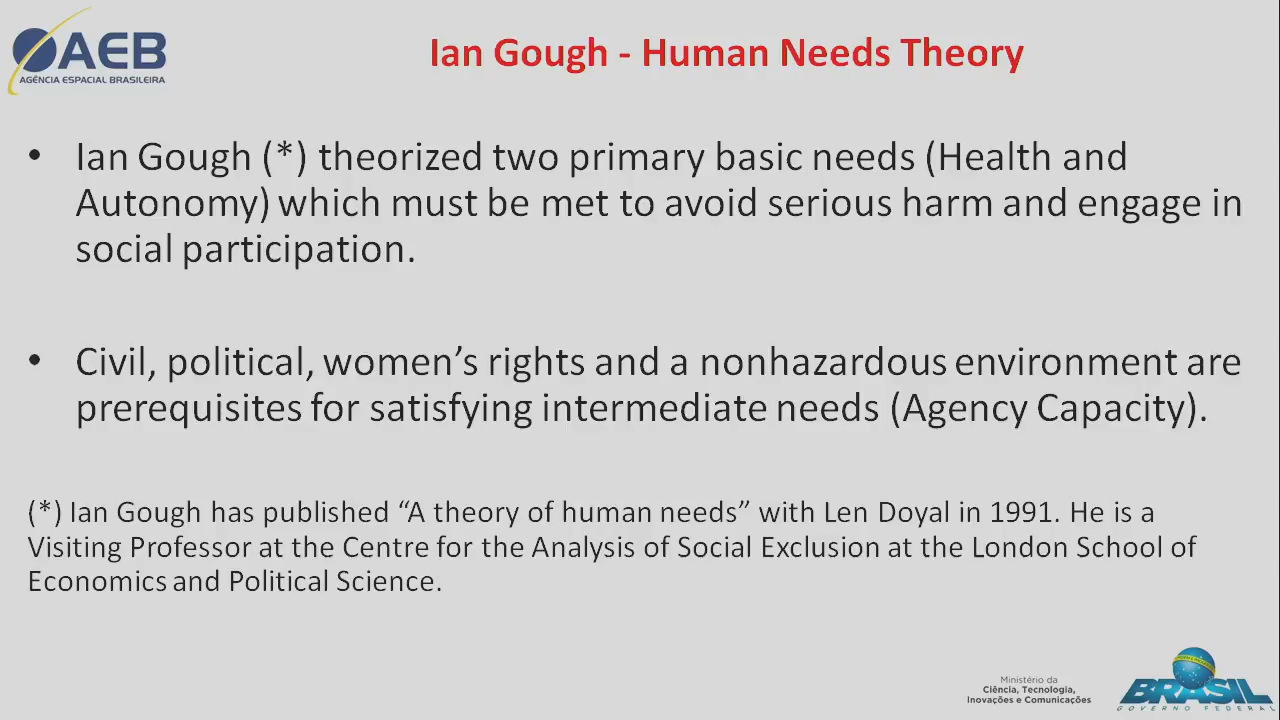 AEB
AGÊNCIA ESPACIAL BRASILEIRA
Ian Gough - Human Needs Theory
• Ian Gough (*) theorized two primary basic needs (Health and
Autonomy) which must be met to avoid serious harm and engage in
social participation.
• Civil, political, women’s rights and a nonhazardous environment are
prerequisites for satisfying intermediate needs (Agency Capacity).
(*) Ian Gough has published “A theory of human needs” with Len Doyal in 1991. He is a
Visiting Professor at the Centre for the Analysis of Social Exclusion at the London School of
Economics and Political Science.
Ministério da
Ciência, Tecnologia,
Inovações e Comunicações
BRASIL
GOVERNO FEDERAL